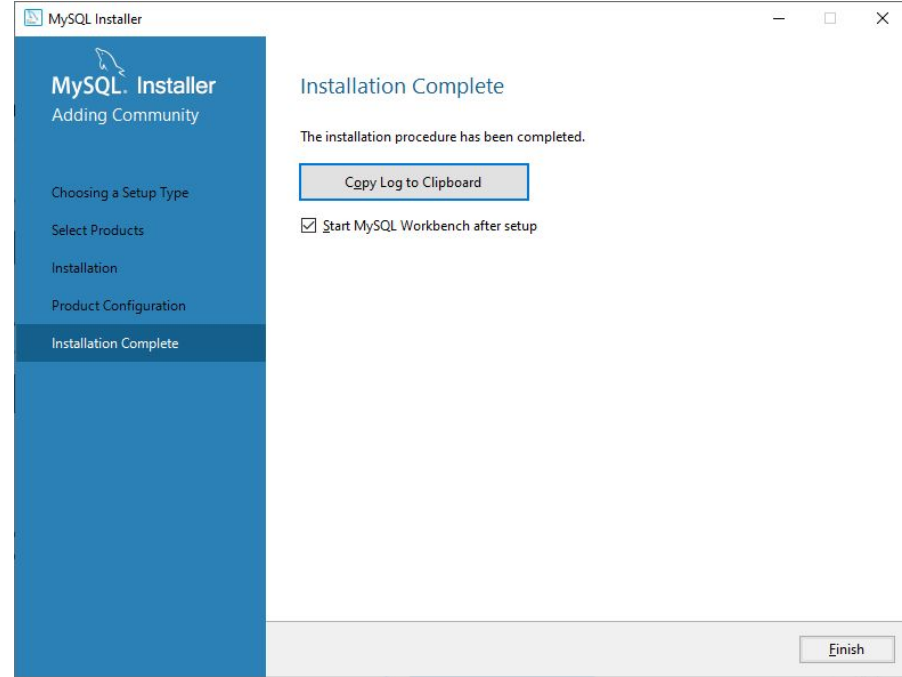 MySQL Installer
MySQL. Installer
Adding Community
Choosing a Setup Type
Select Products
Installation
Product Configuration
Installation Complete
Installation Complete
The installation procedure has been completed.
Copy Log to Clipboard
Start MySQL Workbench after setup
Finish